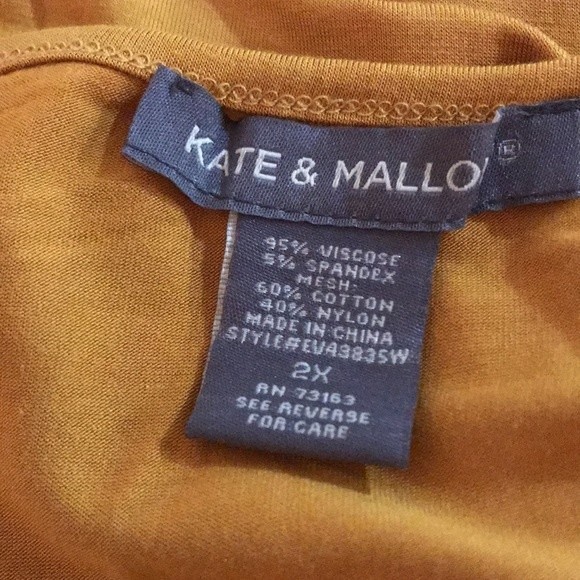 KATE & MALLO
®
95% VISCOSE
5% SPANDEX
MESH:
60% COTTON
40% NYLON
MADE IN CHINA
STYLE#EVA3835W
2X
RN 73163
SEE REVERSE
FOR CARE